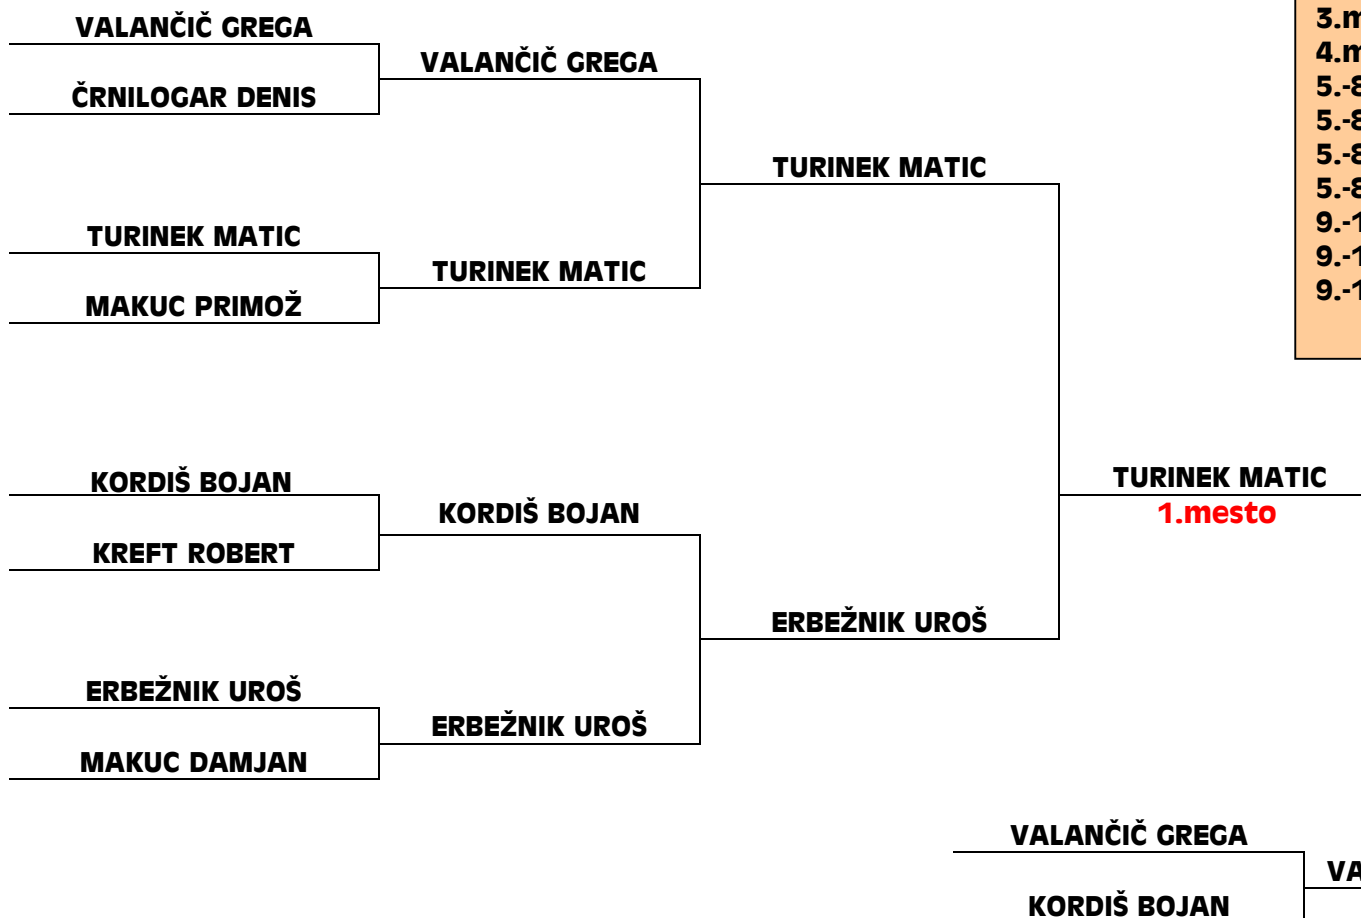 VALANČIČ GREGA
ČRNILOGAR DENIS
TURINEK MATIC
MAKUC PRIMOŽ
KORDIŠ BOJAN
KREFT ROBERT
ERBEŽNIK UROŠ
MAKUC DAMJAN
VALANČIČ GREGA
TURINEK MATIC
KORDIŠ BOJAN
ERBEŽNIK UROŠ
TURINEK MATIC
ERBEŽNIK UROŠ
TURINEK MATIC
1.mesto
VALANČIČ GREGA
KORDIŠ BOJAN